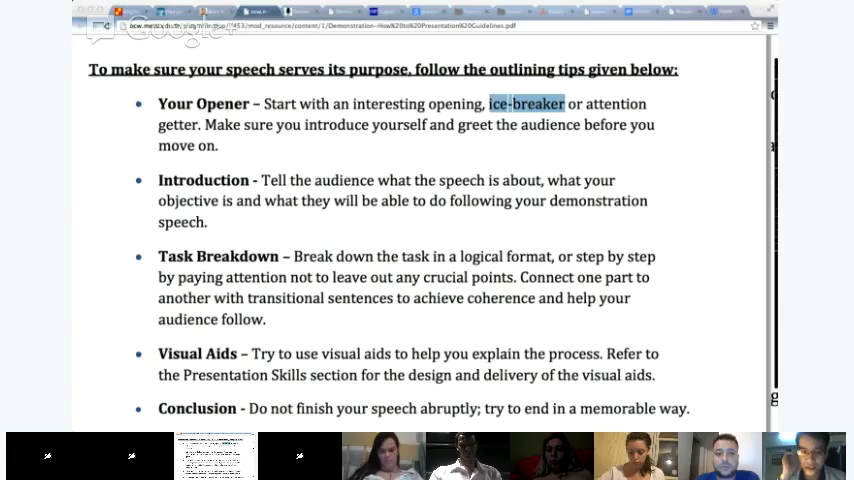 Google+
To make sure your speech serves its purpose, follow the outlining tips given below:
• Your Opener – Start with an interesting opening, ice-breaker or attention
getter. Make sure you introduce yourself and greet the audience before you
move on.
• Introduction - Tell the audience what the speech is about, what your
objective is and what they will be able to do following your demonstration
speech.
• Task Breakdown – Break down the task in a logical format, or step by step
by paying attention not to leave out any crucial points. Connect one part to
another with transitional sentences to achieve coherence and help your
audience follow.
• Visual Aids – Try to use visual aids to help you explain the process. Refer to
the Presentation Skills section for the design and delivery of the visual aids.
• Conclusion - Do not finish your speech abruptly; try to end in a memorable way.